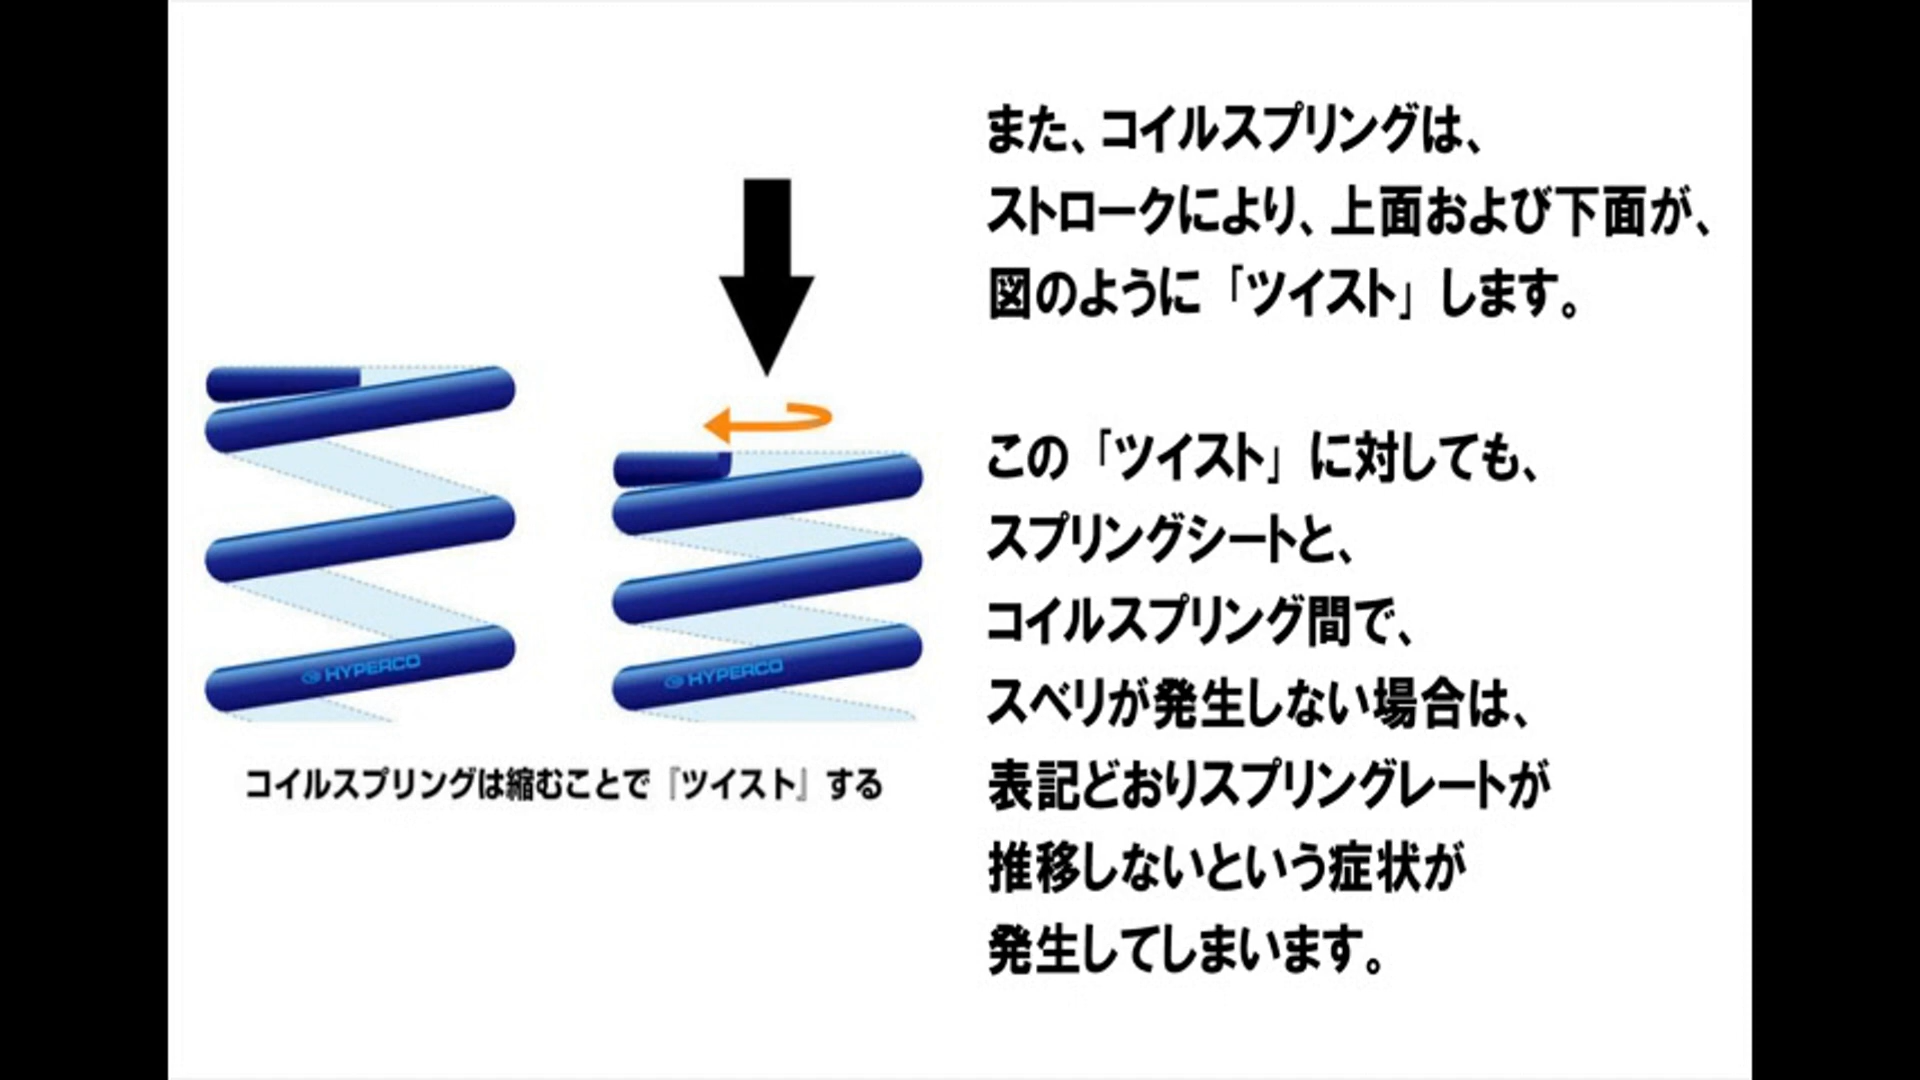 また、コイルスプリングは、
ストロークにより、上面および下面が、
図のように「ツイスト」します。
この「ツイスト」に対しても、
スプリングシートと、
コイルスプリング間で、
スベリが発生しない場合は、
表記どおりスプリングレートが
推移しないという症状が
発生してしまいます。
HYPERCO
HYPERCO
コイルスプリングは縮むことで『ツイスト』する